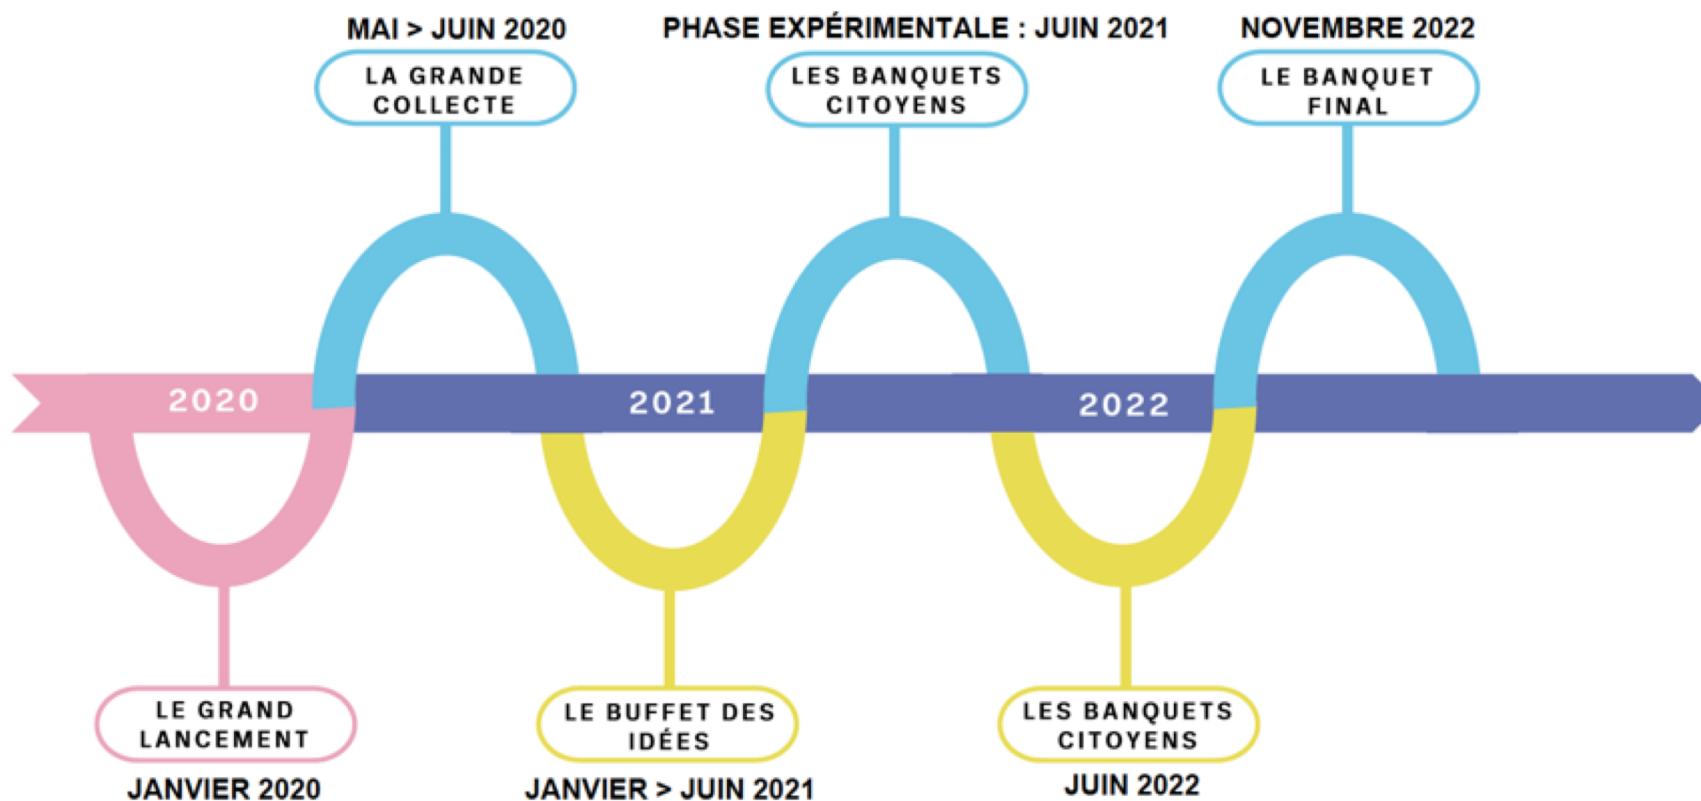 MAI > JUIN 2020
LA GRANDE
COLLECTE
PHASE EXPÉRIMENTALE : JUIN 2021
LES BANQUETS
CITOYENS
NOVEMBRE 2022
LE BANQUET
FINAL
2020
2021
2022
LE GRAND
LANCEMENT
JANVIER 2020
LE BUFFET DES
IDÉES
JANVIER > JUIN 2021
LES BANQUETS
CITOYENS
JUIN 2022